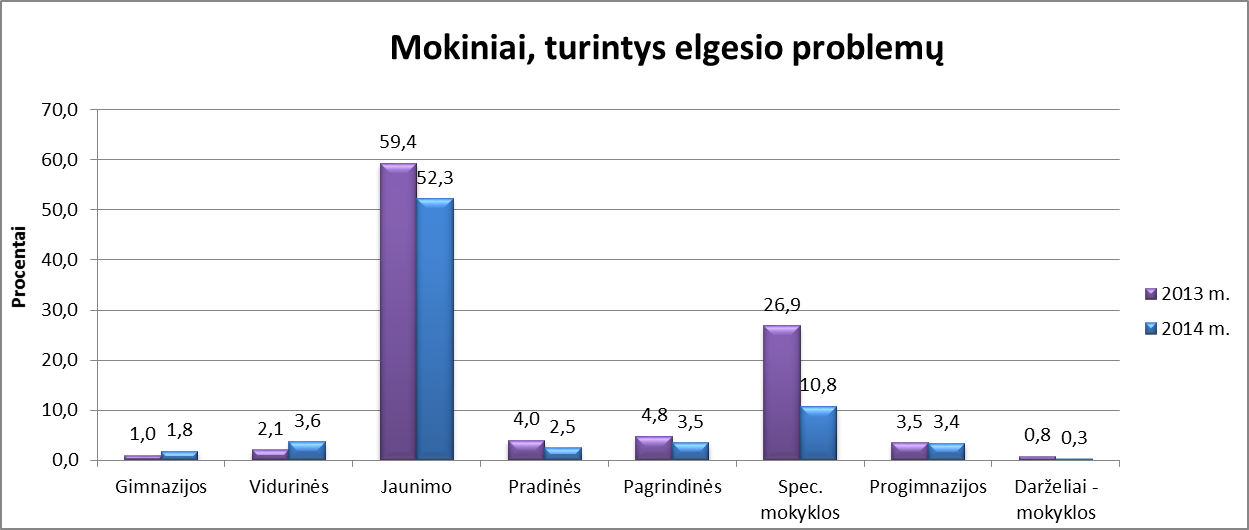 Mokiniai, turintys elgesio problemų
Procentai
70,0
60,0
50,0
40,0
30,0
20,0
10,0
0,0
1,0 1,8
2,1 3,6
59,4 52,3
4,0 2,5
4,8 3,5
26,9 10,8
3,5 3,4
0,8 0,3
Gimnazijos
Vidurinės
Jaunimo
Pradinės
Pagrindinės
Spec.
mokyklos
Progimnazijos
Darželiai -
mokyklos
2013 m.
2014 m.